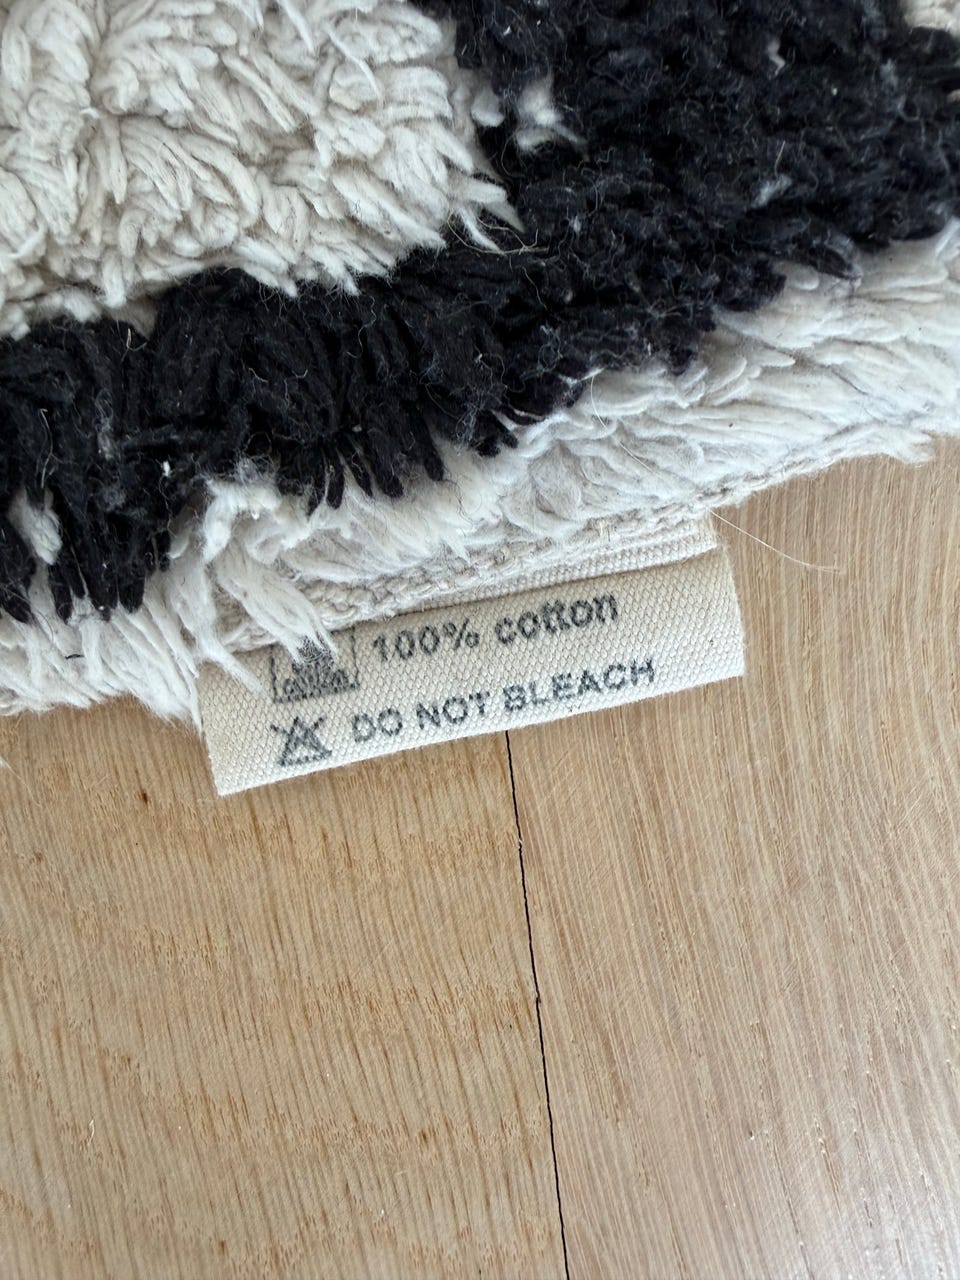 100% cotton
DO NOT BLEACH